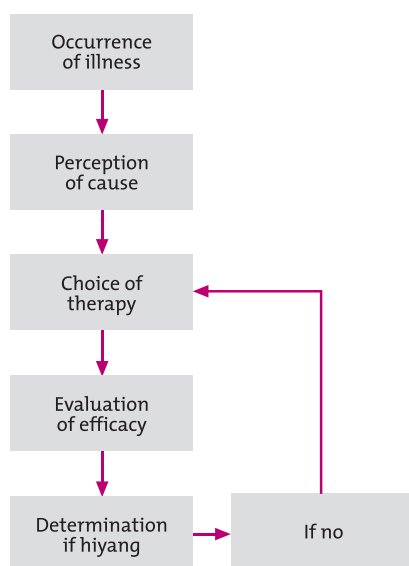 Occurrence
of illness
Perception
of cause
Choice of
therapy
Evaluation
of efficacy
Determination
if hiyang
If no